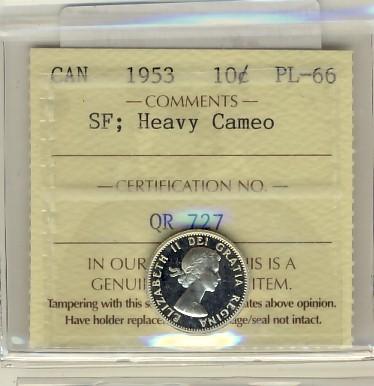 CAN 1953 10¢ PL-66
— COMMENTS —
SF; Heavy Cameo
— CERTIFICATION NO. —
QR 727
ELIZABETH II DEI GRATIA REGINA
IN OUR IS IS A
GENUI ITEM.
Tampering with this s ates above opinion.
Have holder replace age/seal not intact.